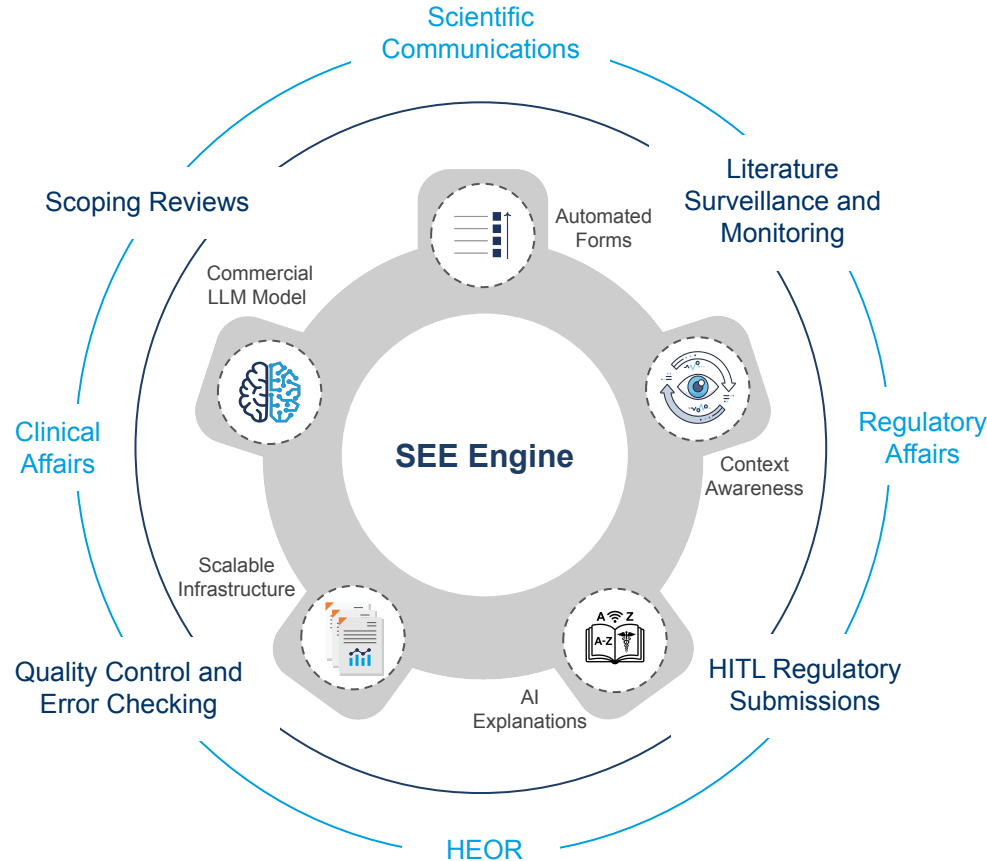 Scientific
Communications
Scoping Reviews
Literature
Surveillance and
Monitoring
Automated
Forms
Commercial
LLM Model
Clinical
Affairs
SEE Engine
Regulatory
Affairs
Context
Awareness
Scalable
Infrastructure
A Z
A-Z
Quality Control and
Error Checking
AI
Explanations
HITL Regulatory
Submissions
HEOR